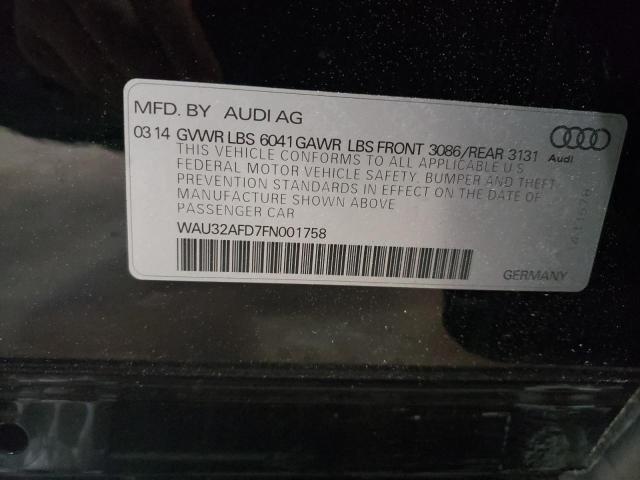 MFD. BY AUDI AG
03 14 GVWR LBS 6041 GAWR LBS FRONT 3086/REAR 3131
THIS VEHICLE CONFORMS TO ALL APPLICABLE U S
FEDERAL MOTOR VEHICLE SAFETY, BUMPER AND THEFT
PREVENTION STANDARDS IN EFFECT ON THE DATE OF
MANUFACTURE SHOWN ABOVE
PASSENGER CAR
WAU32AFD7FN001758
GERMANY
Audi